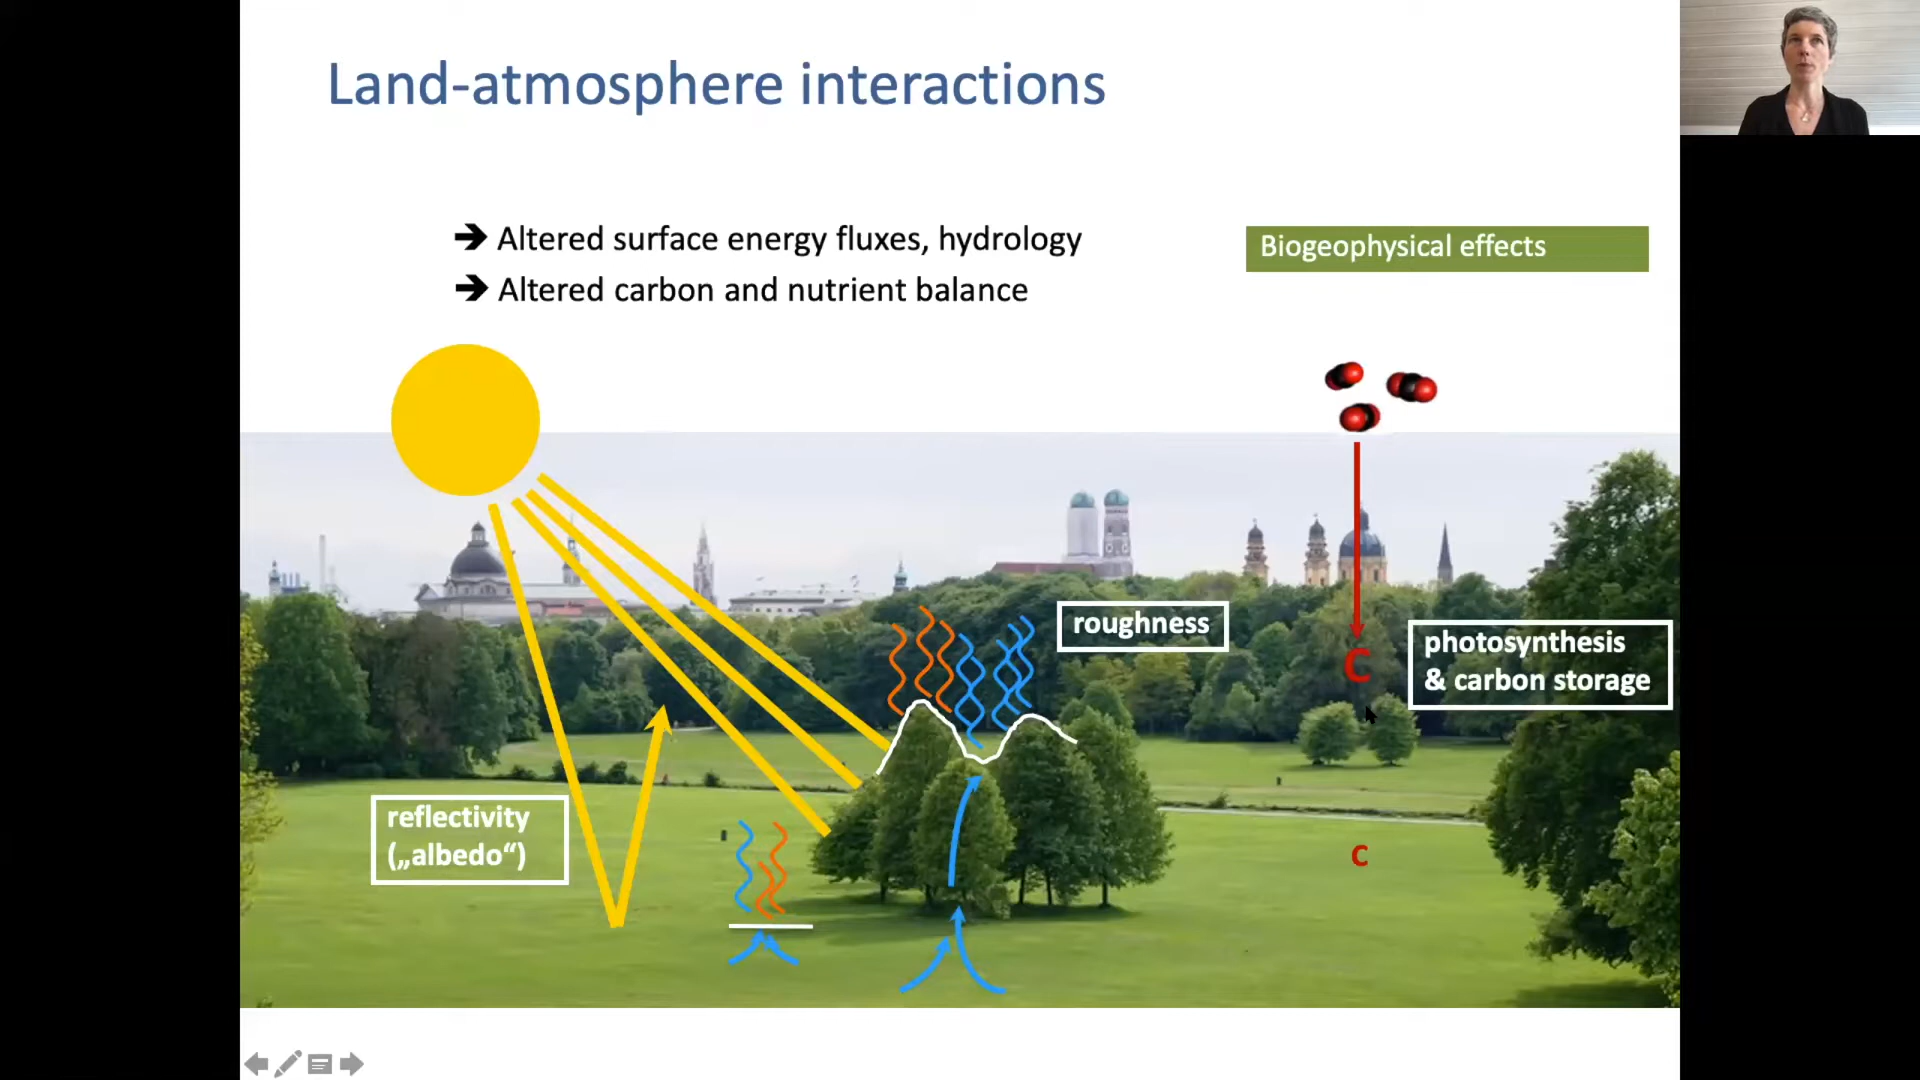 Land-atmosphere interactions
➔ Altered surface energy fluxes, hydrology
Biogeophysical effects
➔ Altered carbon and nutrient balance
roughness
photosynthesis
& carbon storage
C
reflectivity
(„albedo“)
C